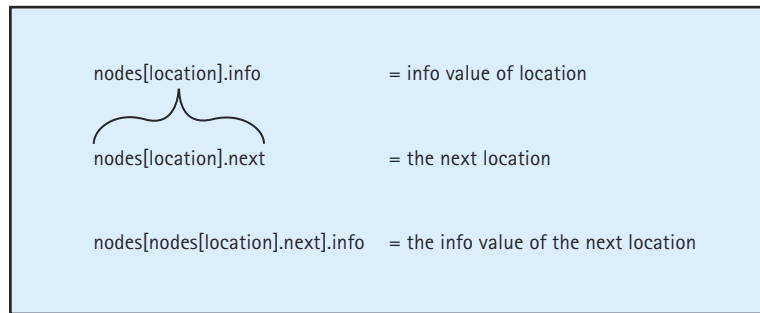 nodes[location].info = info value of location
nodes[location].next = the next location
nodes[nodes[location].next].info = the info value of the next location